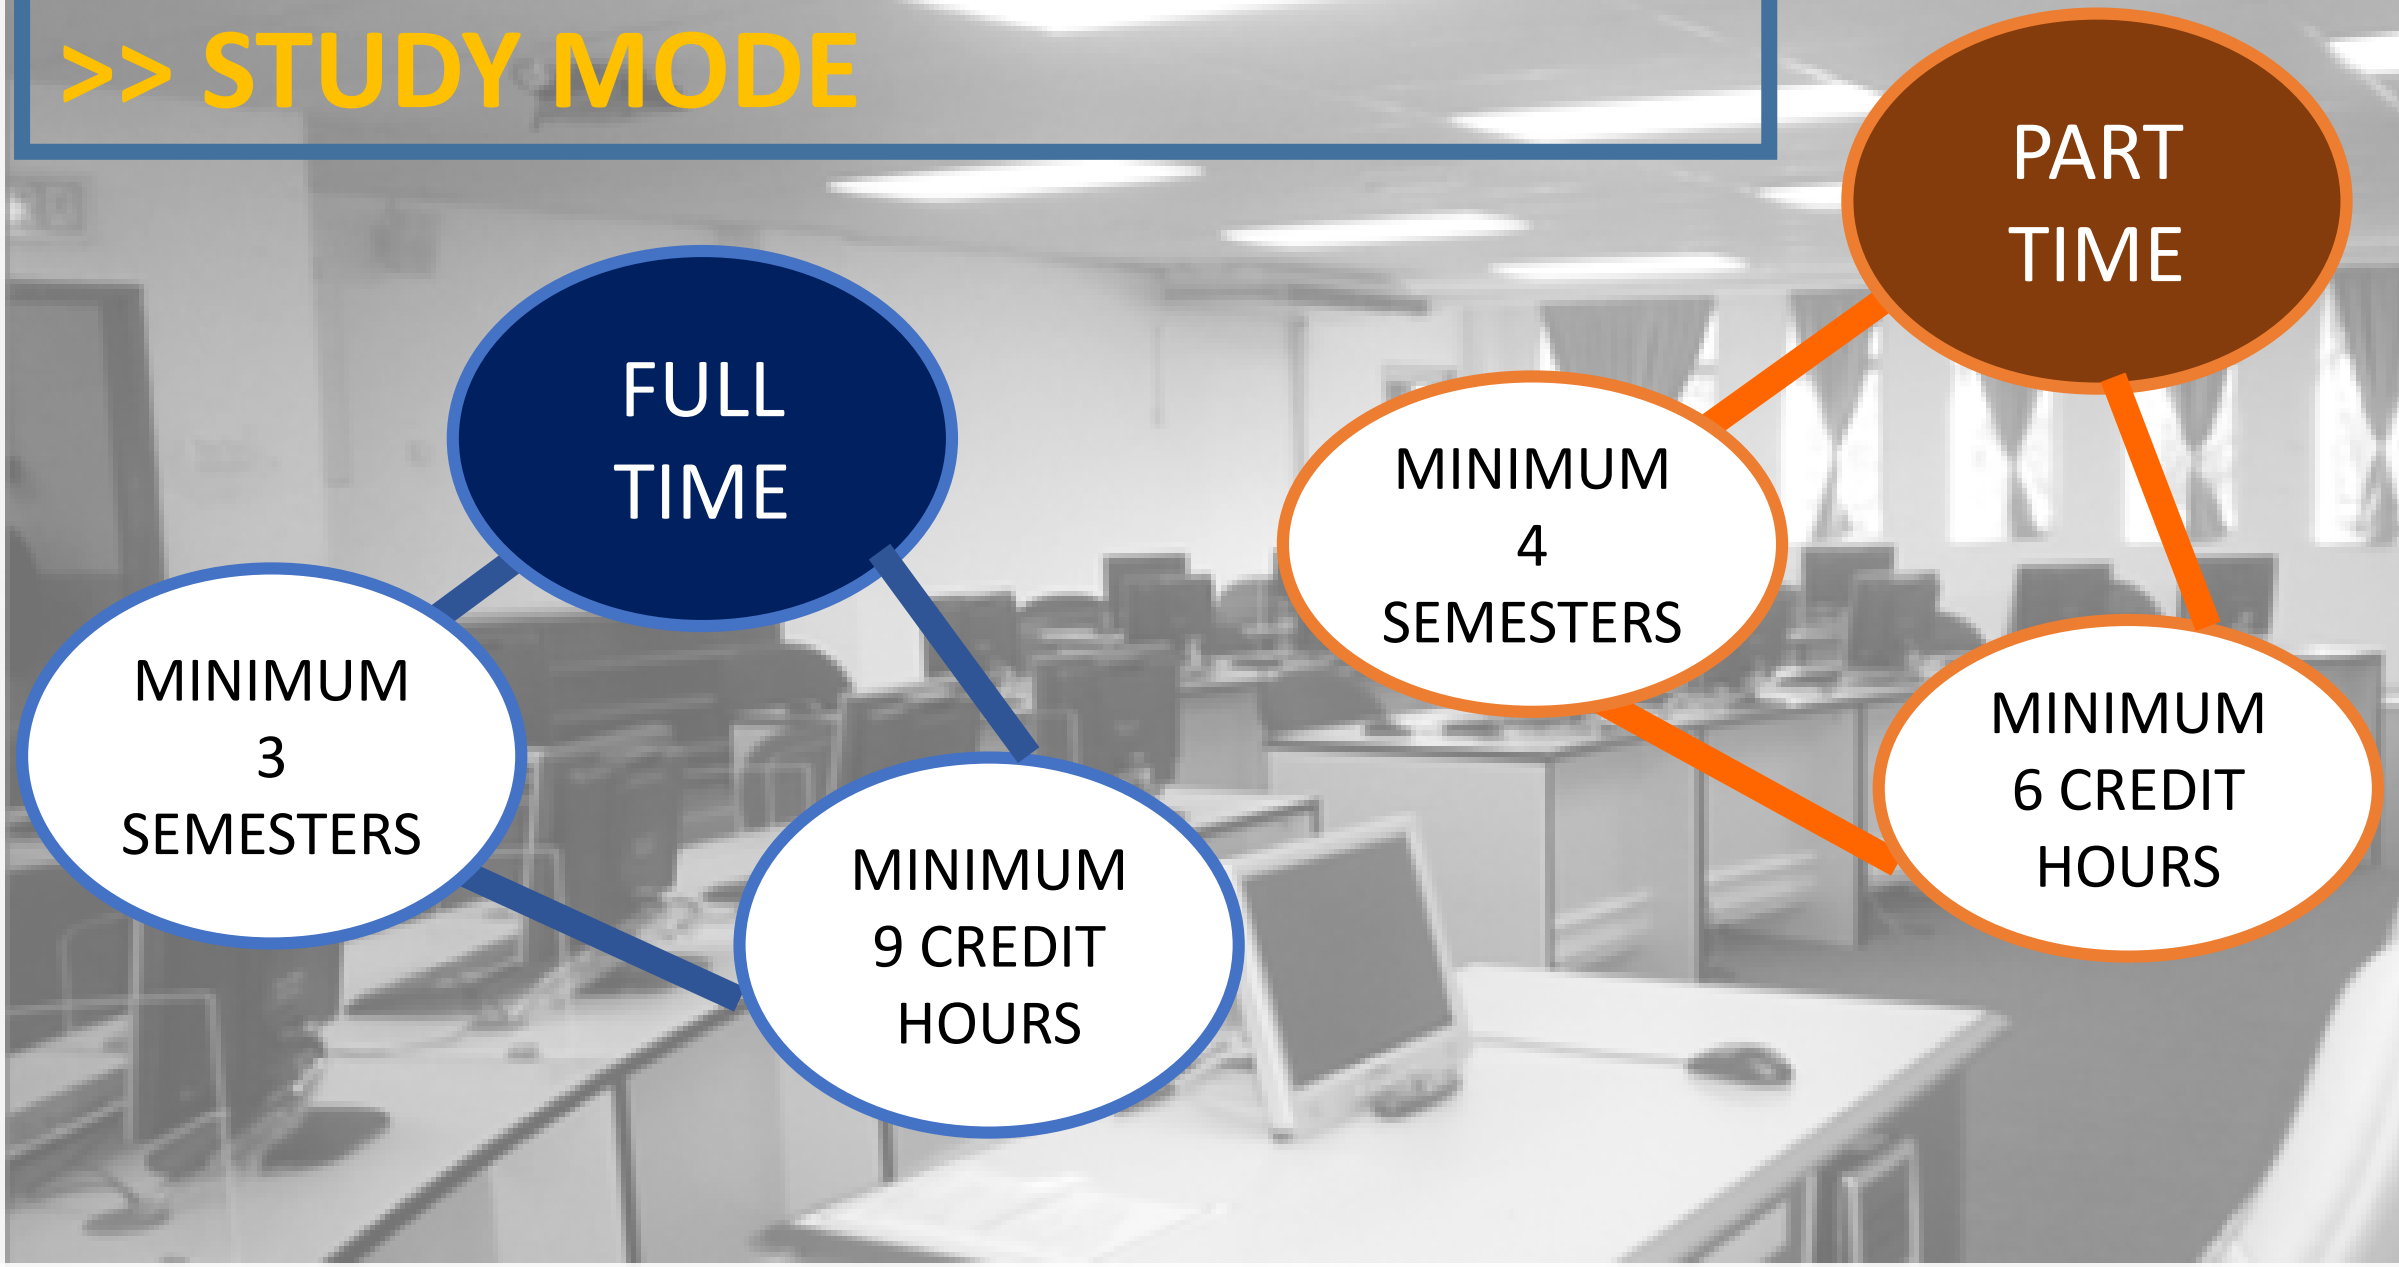 >> STUDY MODE
FULL
TIME
MINIMUM
3
SEMESTERS
MINIMUM
9 CREDIT
HOURS
PART
TIME
MINIMUM
4
SEMESTERS
MINIMUM
6 CREDIT
HOURS